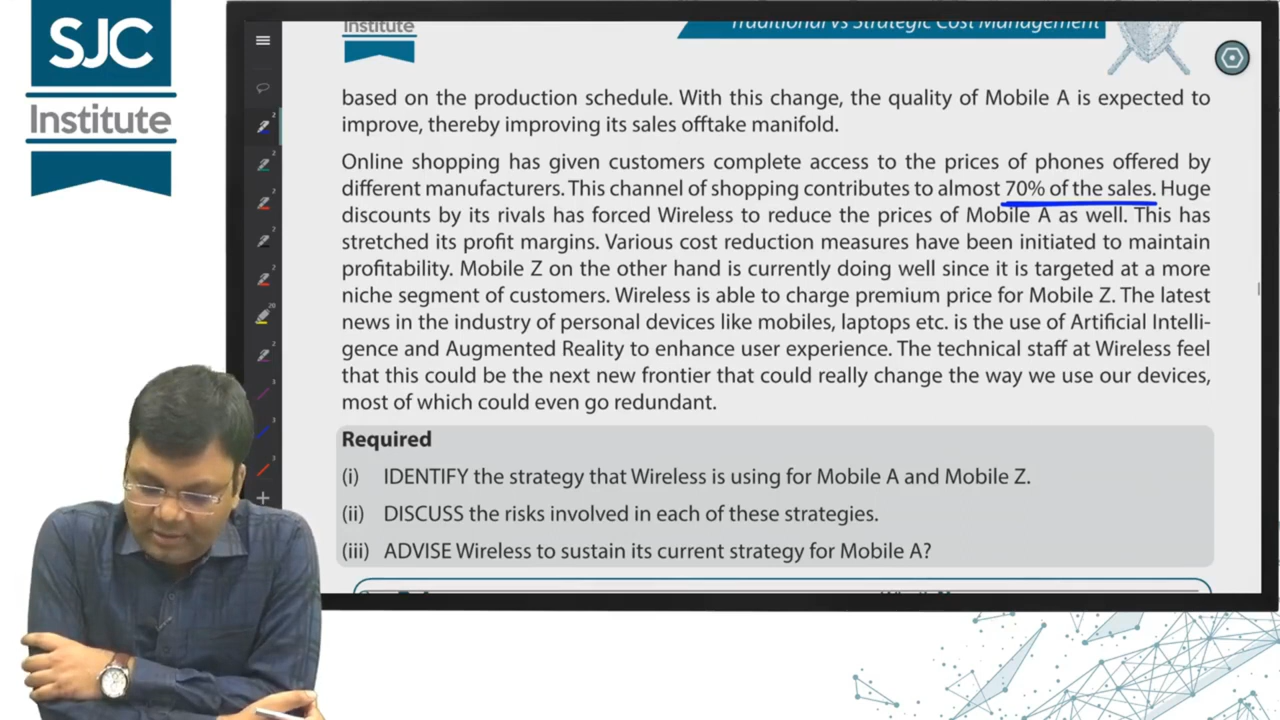 SJC
Institute
Institute
Traditional vs Strategic Cost Management
based on the production schedule. With this change, the quality of Mobile A is expected to
improve, thereby improving its sales offtake manifold.
Online shopping has given customers complete access to the prices of phones offered by
different manufacturers. This channel of shopping contributes to almost 70% of the sales. Huge
discounts by its rivals has forced Wireless to reduce the prices of Mobile A as well. This has
stretched its profit margins. Various cost reduction measures have been initiated to maintain
profitability. Mobile Z on the other hand is currently doing well since it is targeted at a more
niche segment of customers. Wireless is able to charge premium price for Mobile Z. The latest
news in the industry of personal devices like mobiles, laptops etc. is the use of Artificial Intelli-
gence and Augmented Reality to enhance user experience. The technical staff at Wireless feel
that this could be the next new frontier that could really change the way we use our devices,
most of which could even go redundant.
Required
(i) IDENTIFY the strategy that Wireless is using for Mobile A and Mobile Z.
(ii) DISCUSS the risks involved in each of these strategies.
(iii) ADVISE Wireless to sustain its current strategy for Mobile A?